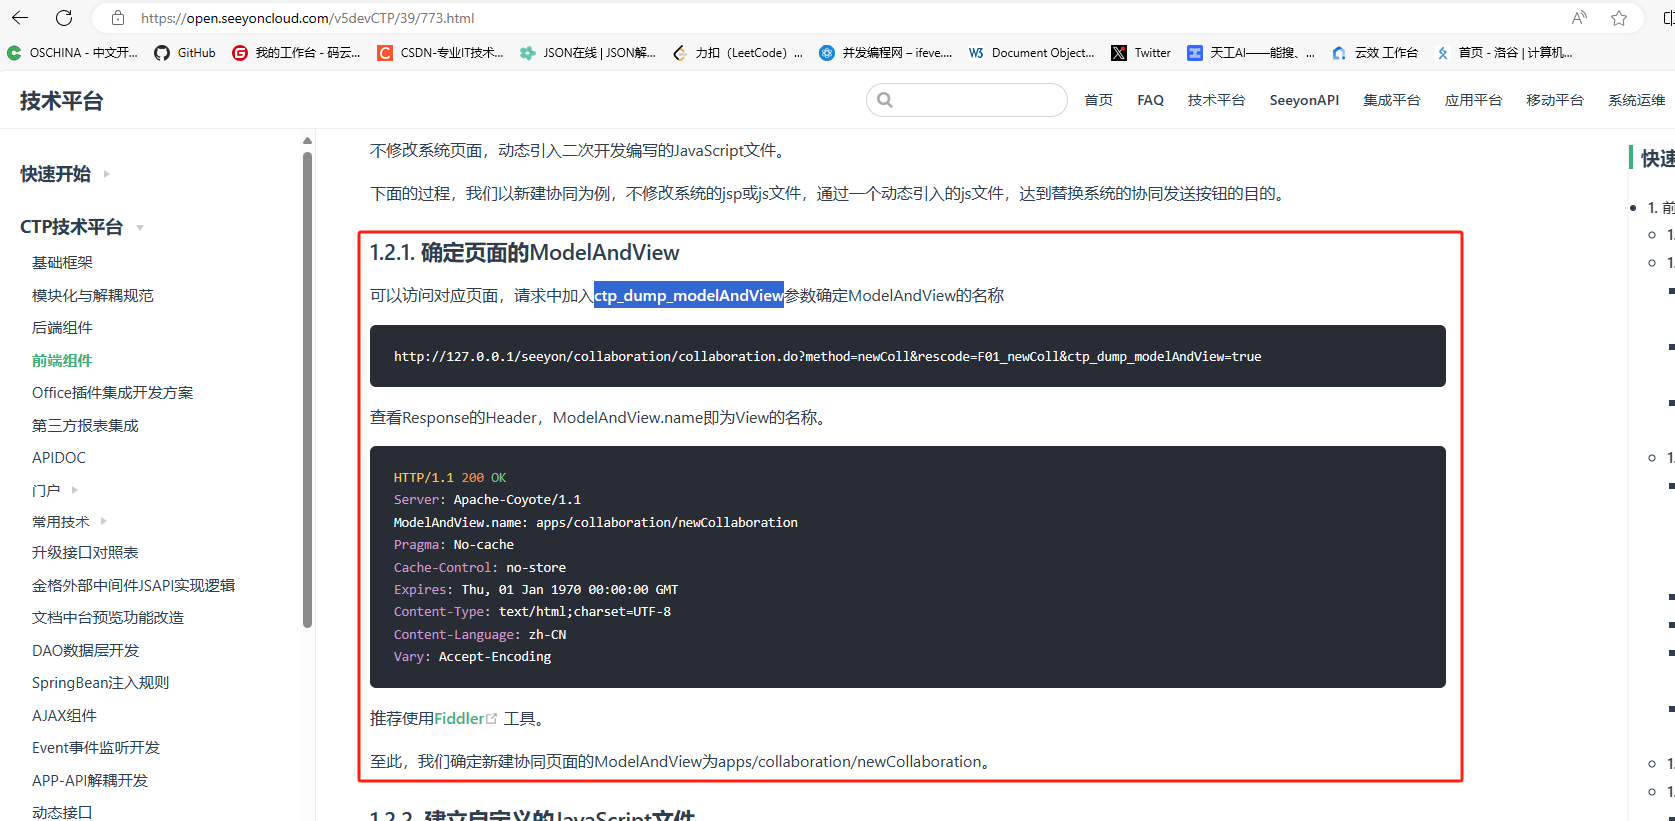 https://open.seeyoncloud.com/v5devCTP/39/773.html
OSCHINA - 中文开... GitHub 我的工作台 - 码云... CSDN-专业IT技术... JSON在线 | JSON解... 力扣（LeetCode）... 并发编程网 – ifeve.... Document Object... Twitter 天工AI——能搜、... 云效 工作台 首页 - 洛谷 | 计算机...
技术平台
首页 FAQ 技术平台 SeeyonAPI 集成平台 应用平台 移动平台 系统运维
快速开始
CTP技术平台
基础框架
模块化与解耦规范
后端组件
前端组件
Office插件集成开发方案
第三方报表集成
APIDOC
门户
常用技术
升级接口对照表
金格外部中间件JSAPI实现逻辑
文档中台预览功能改造
DAO数据层开发
SpringBean注入规则
AJAX组件
Event事件监听开发
APP-API解耦开发
动态接口
不修改系统页面，动态引入二次开发编写的JavaScript文件。
下面的过程，我们以新建协同为例，不修改系统的jsp或js文件，通过一个动态引入的js文件，达到替换系统的协同发送按钮的目的。
1.2.1. 确定页面的ModelAndView
可以访问对应页面，请求中加入ctp_dump_modelAndView参数确定ModelAndView的名称
http://127.0.0.1/seeyon/collaboration/collaboration.do?method=newColl&rescode=F01_newColl&ctp_dump_modelAndView=true
查看Response的Header，ModelAndView.name即为View的名称。
HTTP/1.1 200 OK
Server: Apache-Coyote/1.1
ModelAndView.name: apps/collaboration/newCollaboration
Pragma: No-cache
Cache-Control: no-store
Expires: Thu, 01 Jan 1970 00:00:00 GMT
Content-Type: text/html;charset=UTF-8
Content-Language: zh-CN
Vary: Accept-Encoding
推荐使用Fiddler 工具。
至此，我们确定新建协同页面的ModelAndView为apps/collaboration/newCollaboration。
1.2.2. 建立自定义的JavaScript文件
快速
1. 前
1.
1.
1.
1.
1.